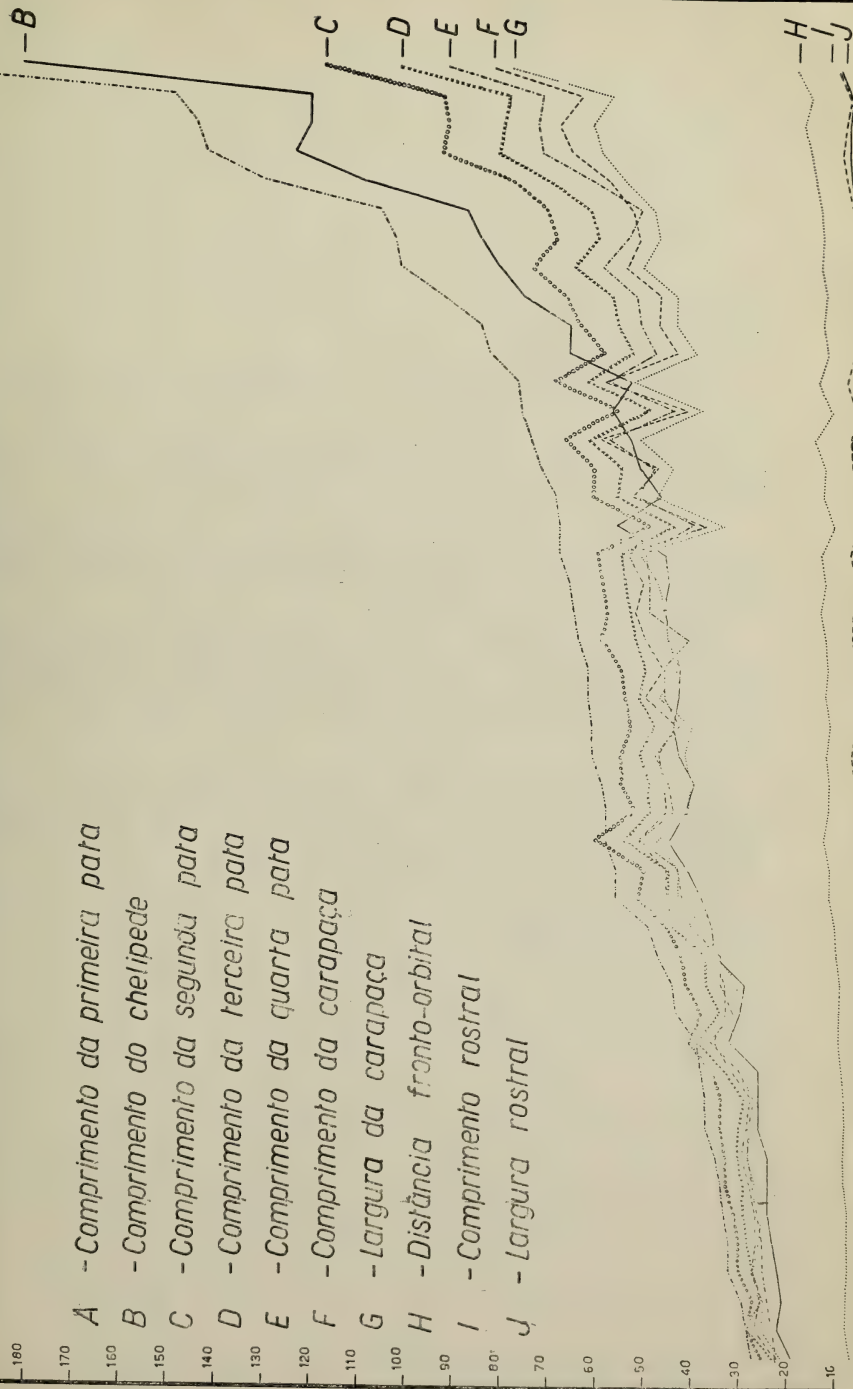 A - Comprimento da primeira pata
B - Comprimento do chelipede
C - Comprimento da segunda pata
D - Comprimento da terceira pata
E - Comprimento da quarta pata
F - Comprimento da carapaça
G - Largura da carapaça
H - Distância fronto-orbital
I - Comprimento rostral
J - Largura rostral
180
170
160
150
140
130
120
110
100
90
80
70
60
50
40
30
20
10
—B
—C
—D
—E
—F
—G
—H
—I
—J